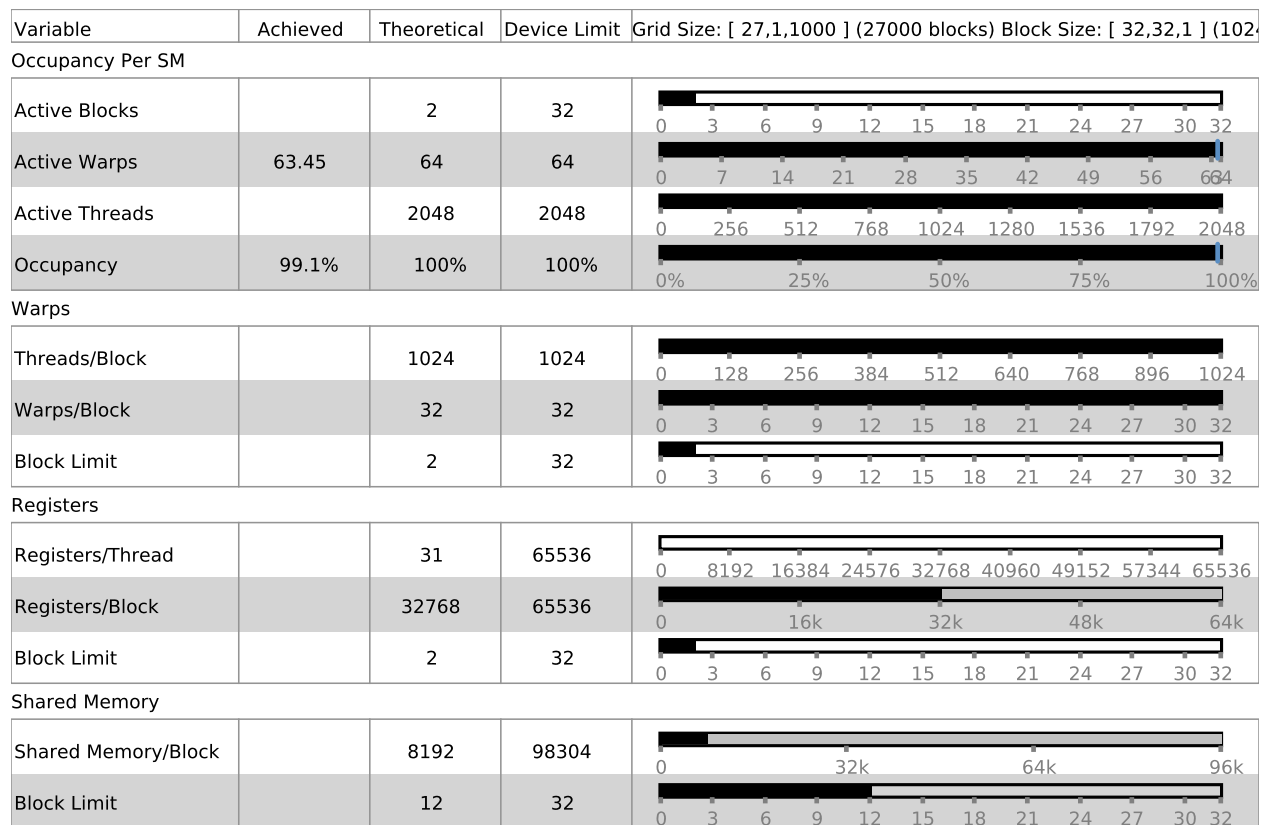 Variable Achieved Theoretical Device Limit Grid Size: [ 27,1,1000 ] (27000 blocks) Block Size: [ 32,32,1 ] (1024
Occupancy Per SM
Active Blocks 2 32
0 3 6 9 12 15 18 21 24 27 30 32
Active Warps 63.45 64 64
0 7 14 21 28 35 42 49 56 63 64
Active Threads 2048 2048
0 256 512 768 1024 1280 1536 1792 2048
Occupancy 99.1% 100% 100%
0% 25% 50% 75% 100%
Warps
Threads/Block 1024 1024
0 128 256 384 512 640 768 896 1024
Warps/Block 32 32
0 3 6 9 12 15 18 21 24 27 30 32
Block Limit 2 32
0 3 6 9 12 15 18 21 24 27 30 32
Registers
Registers/Thread 31 65536
0 8192 16384 24576 32768 40960 49152 57344 65536
Registers/Block 32768 65536
0 16k 32k 48k 64k
Block Limit 2 32
0 3 6 9 12 15 18 21 24 27 30 32
Shared Memory
Shared Memory/Block 8192 98304
0 32k 64k 96k
Block Limit 12 32
0 3 6 9 12 15 18 21 24 27 30 32